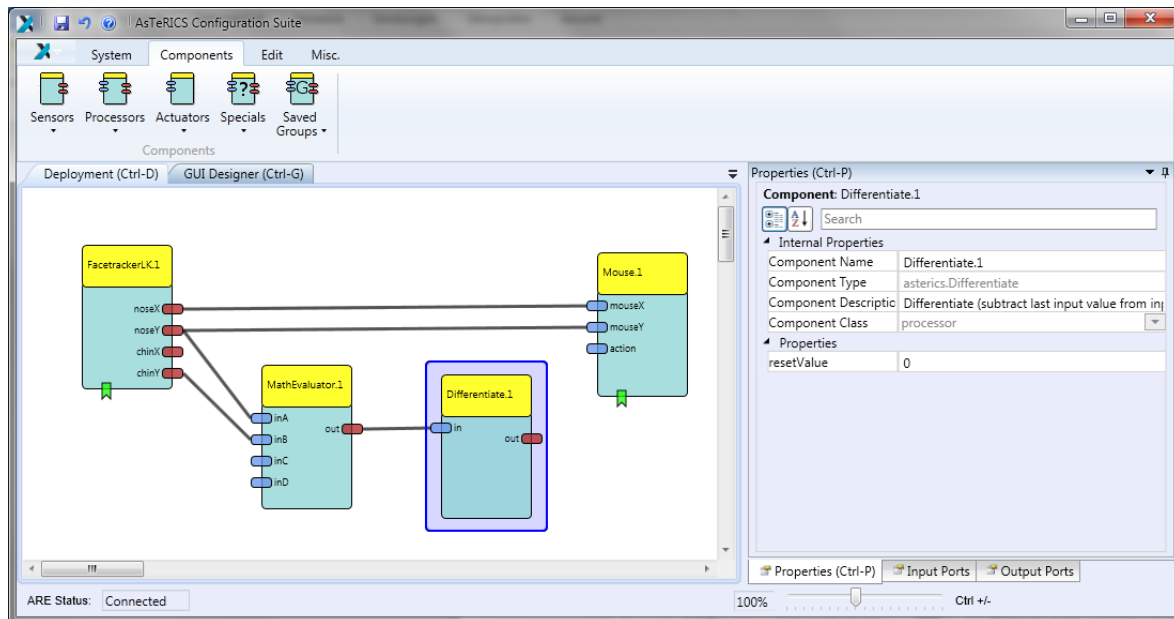 AsTeRICS Configuration Suite
System Components Edit Misc.
Sensors Processors Actuators Specials Saved Groups
Components
Deployment (Ctrl-D) GUI Designer (Ctrl-G)
Properties (Ctrl-P)
Component: Differentiate.1
Search
Internal Properties
Component Name Differentiate.1
Component Type asterics.Differentiate
Component Descriptic Differentiate (subtract last input value from inp
Component Class processor
Properties
resetValue 0
FacetrackerLK.1
noseX
noseY
chinX
chinY
Mouse.1
mouseX
mouseY
action
MathEvaluator.1
inA
inB
inC
inD
out
Differentiate.1
in
out
Properties (Ctrl-P) Input Ports Output Ports
ARE Status: Connected
100% Ctrl +/-